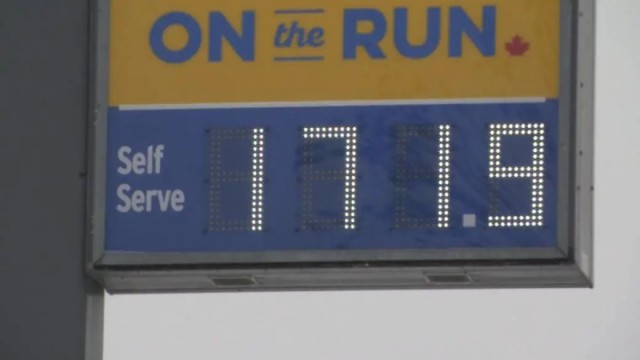 ON the RUN
Self
Serve
171.9